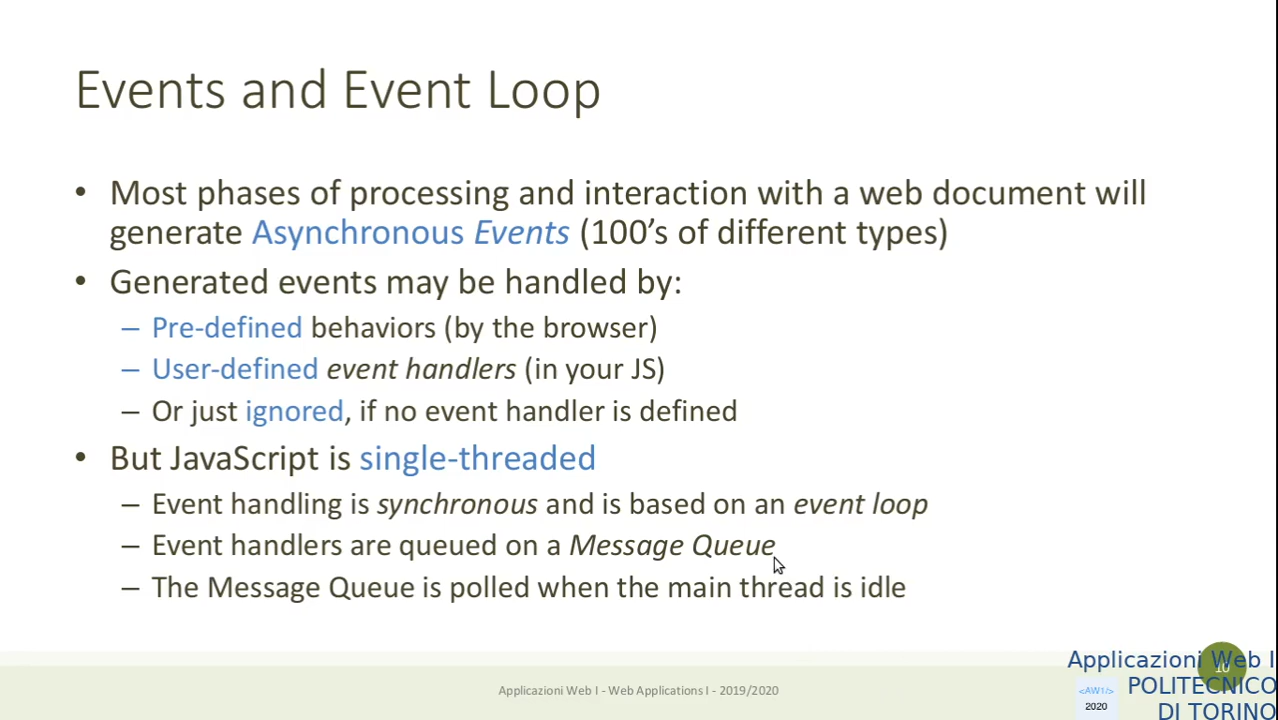 Events and Event Loop
• Most phases of processing and interaction with a web document will
generate Asynchronous Events (100’s of different types)
• Generated events may be handled by:
– Pre-defined behaviors (by the browser)
– User-defined event handlers (in your JS)
– Or just ignored, if no event handler is defined
• But JavaScript is single-threaded
– Event handling is synchronous and is based on an event loop
– Event handlers are queued on a Message Queue
– The Message Queue is polled when the main thread is idle
Applicazioni Web I - Web Applications I - 2019/2020
Applicazioni Web I
POLITECNICO
DI TORINO
<AW1/>
2020